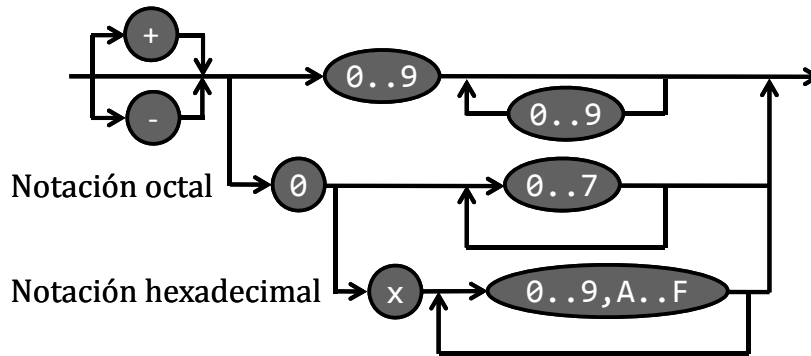 +
0..9
-
0..9
Notación octal
0
0..7
Notación hexadecimal
x
0..9,A..F